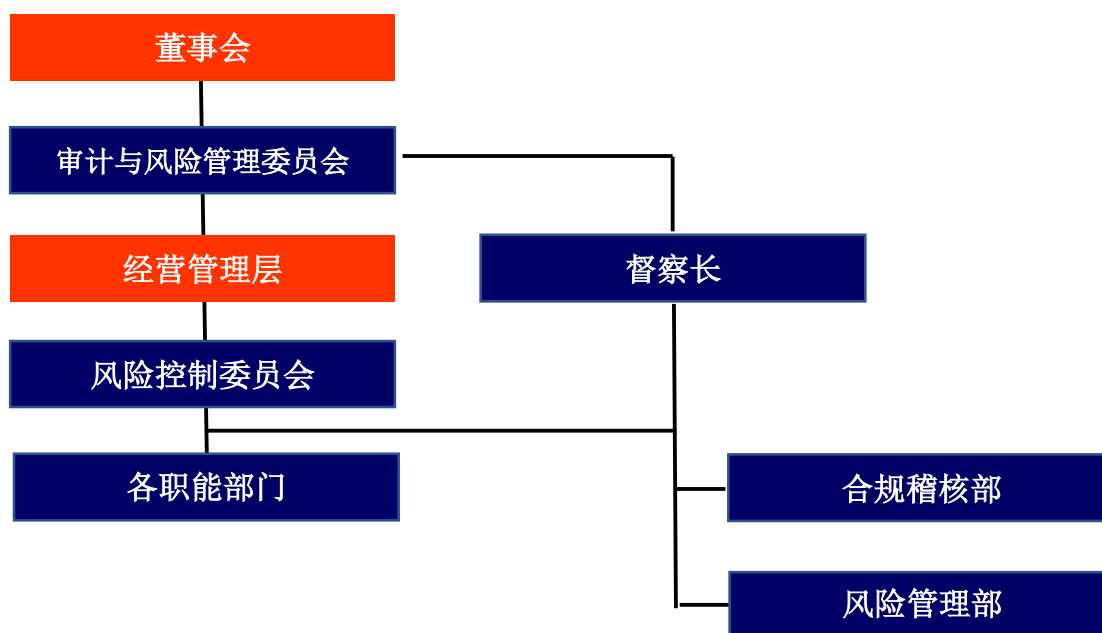 董事会
审计与风险管理委员会
经营管理层
督察长
风险控制委员会
各职能部门
合规稽核部
风险管理部